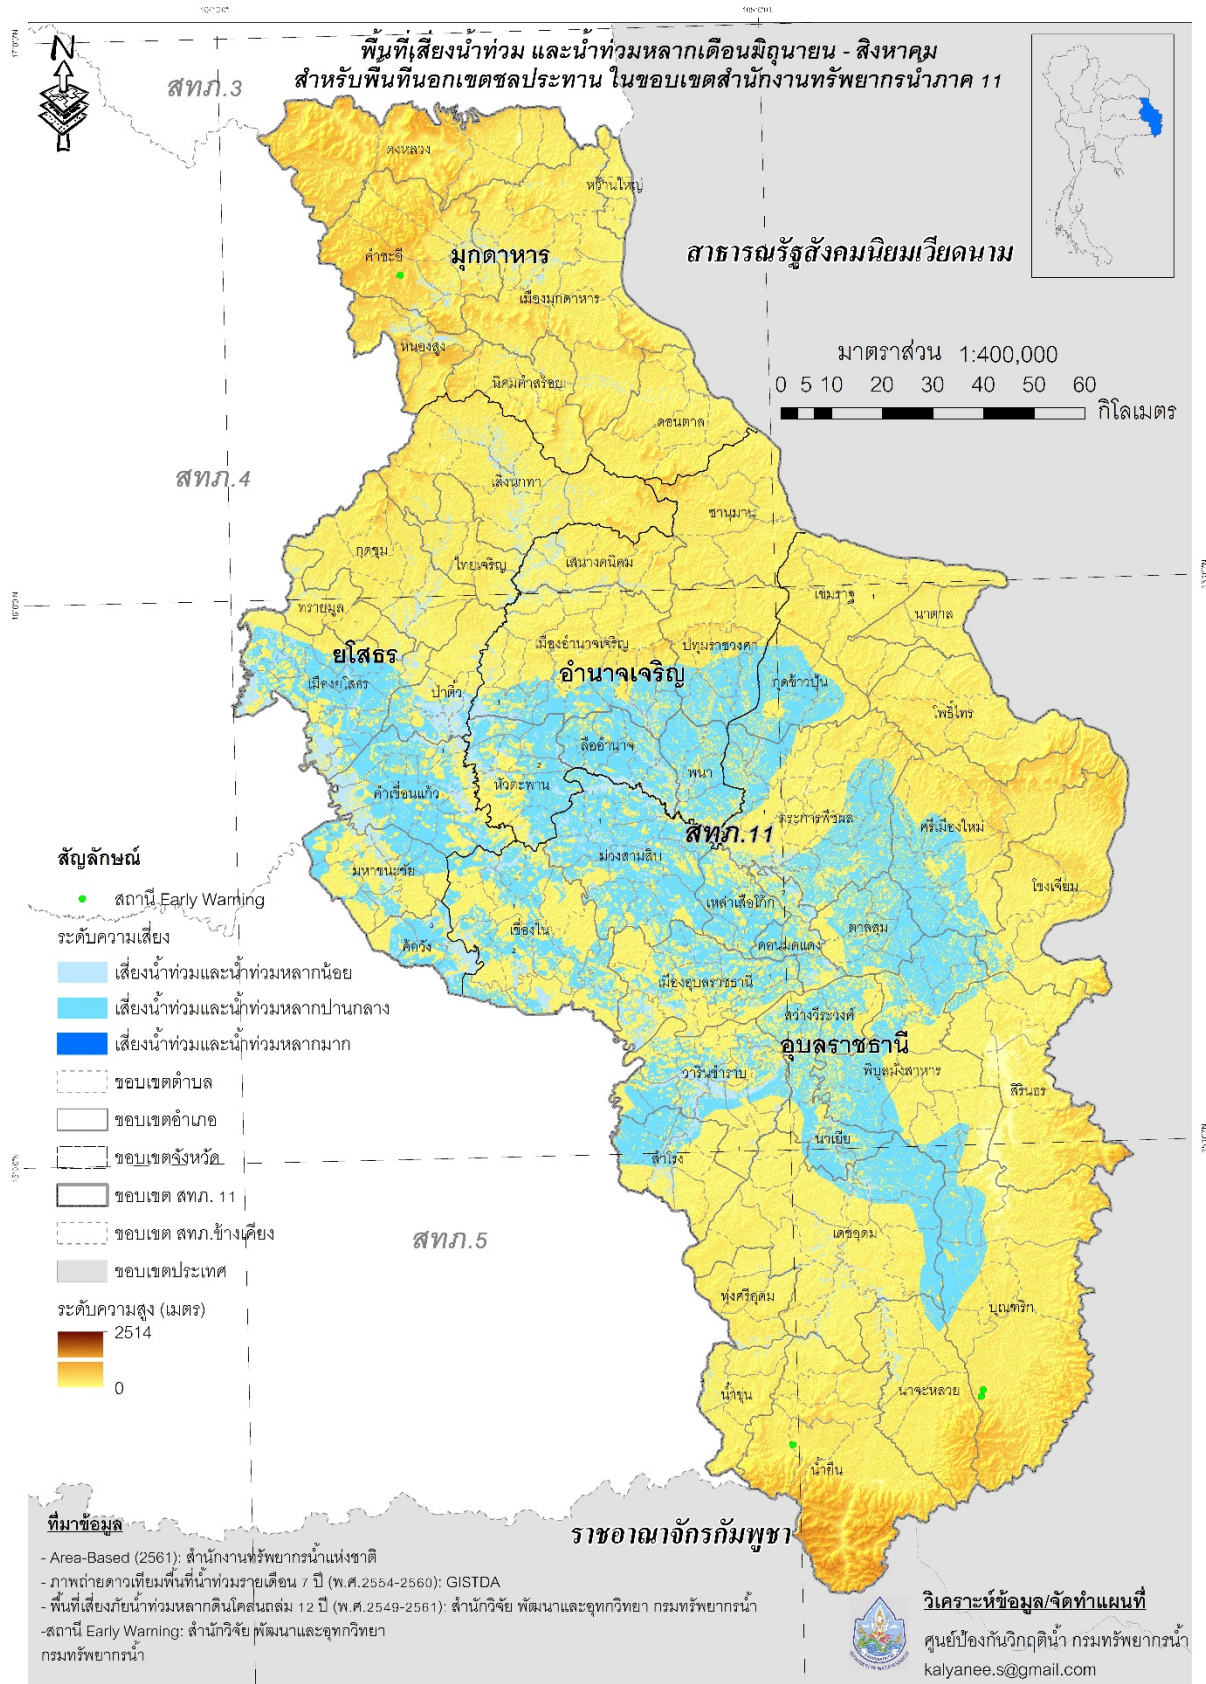 พื้นที่เสี่ยงน้ำท่วม และน้ำท่วมหลากเดือนมิถุนายน - สิงหาคม
สำหรับพื้นที่นอกเขตชลประทาน ในขอบเขตสำนักงานทรัพยากรน้ำภาค 11
สทภ.3
ดงหลวง
หว้านใหญ่
คำชะอี
มุกดาหาร
สาธารณรัฐสังคมนิยมเวียดนาม
เมืองมุกดาหาร
หนองสูง
นิคมคำสร้อย
ดอนตาล
มาตราส่วน 1:400,000
0 5 10 20 30 40 50 60
กิโลเมตร
สทภ.4
เลิงนกทา
ชานุมาน
กุดชุม
ไทยเจริญ
เสนางคนิคม
เขมราฐ
นาตาล
ทรายมูล
ยโสธร
เมืองอำนาจเจริญ
ปทุมราชวงศา
อำนาจเจริญ
เมืองยโสธร
ป่าติ้ว
กุดข้าวปุ้น
โพธิ์ไทร
ลืออำนาจ
พนา
คำเขื่อนแก้ว
หัวตะพาน
สทภ.11
ตระการพืชผล
ศรีเมืองใหม่
ม่วงสามสิบ
มหาชนะชัย
เหล่าเสือโก้ก
โขงเจียม
ค้อวัง
เขื่องใน
ดอนมดแดง
ตาลสุม
เมืองอุบลราชธานี
สว่างวีระวงศ์
อุบลราชธานี
วารินชำราบ
พิบูลมังสาหาร
สิรินธร
นาเยีย
สำโรง
เดชอุดม
สทภ.5
ทุ่งศรีอุดม
บุณฑริก
น้ำขุ่น
นาจะหลวย
น้ำยืน
ราชอาณาจักรกัมพูชา
สัญลักษณ์
สถานี Early Warning
ระดับความเสี่ยง
เสี่ยงน้ำท่วมและน้ำท่วมหลากน้อย
เสี่ยงน้ำท่วมและน้ำท่วมหลากปานกลาง
เสี่ยงน้ำท่วมและน้ำท่วมหลากมาก
ขอบเขตตำบล
ขอบเขตอำเภอ
ขอบเขตจังหวัด
ขอบเขต สทภ. 11
ขอบเขต สทภ.ข้างเคียง
ขอบเขตประเทศ
ระดับความสูง (เมตร)
2514
0
ที่มาข้อมูล
- Area-Based (2561): สำนักงานทรัพยากรน้ำแห่งชาติ
- ภาพถ่ายดาวเทียมพื้นที่น้ำท่วมรายเดือน 7 ปี (พ.ศ.2554-2560): GISTDA
- พื้นที่เสี่ยงภัยน้ำท่วมหลากดินโคลนถล่ม 12 ปี (พ.ศ.2549-2561): สำนักวิจัย พัฒนาและอุทกวิทยา กรมทรัพยากรน้ำ
-สถานี Early Warning: สำนักวิจัย พัฒนาและอุทกวิทยา
กรมทรัพยากรน้ำ
วิเคราะห์ข้อมูล/จัดทำแผนที่
ศูนย์ป้องกันวิกฤติน้ำ กรมทรัพยากรน้ำ
kalyanee.s@gmail.com